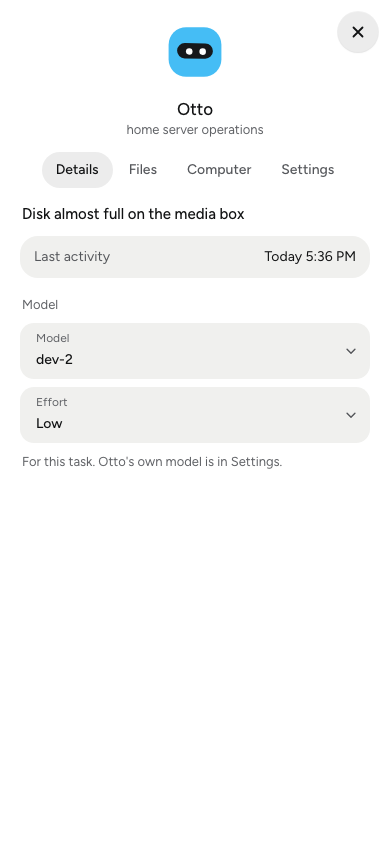 Otto
home server operations
Details Files Computer Settings
Disk almost full on the media box
Last activity Today 5:36 PM
Model
Model
dev-2
Effort
Low
For this task. Otto's own model is in Settings.